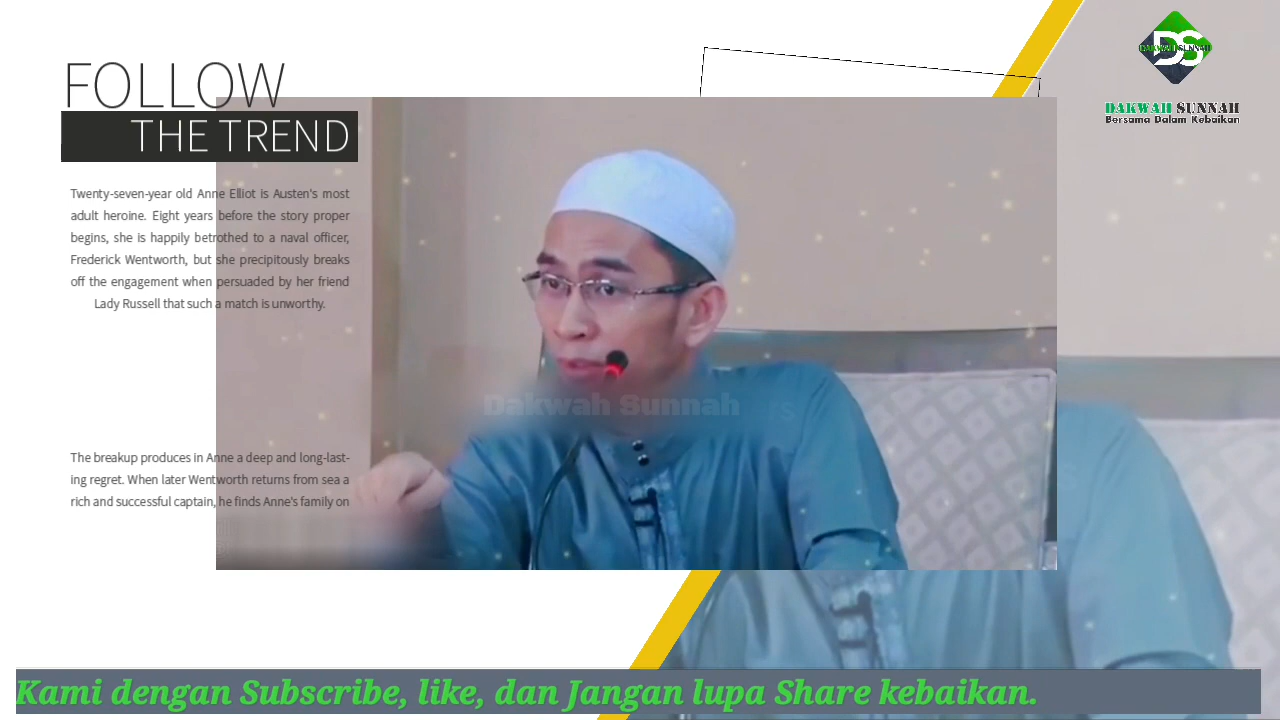 FOLLOW
THE TREND
Twenty-seven-year old Anne Elliot is Austen's most
adult heroine. Eight years before the story proper
begins, she is happily betrothed to a naval officer,
Frederick Wentworth, but she precipitously breaks
off the engagement when persuaded by her friend
Lady Russell that such a match is unworthy.
The breakup produces in Anne a deep and long-last-
ing regret. When later Wentworth returns from sea a
rich and successful captain, he finds Anne's family on
DS
DAKWAH SUNNAH
DAKWAH SUNNAH
Bersama Dalam Kebaikan
Dakwah Sunnah
Kami dengan Subscribe, like, dan Jangan lupa Share kebaikan.